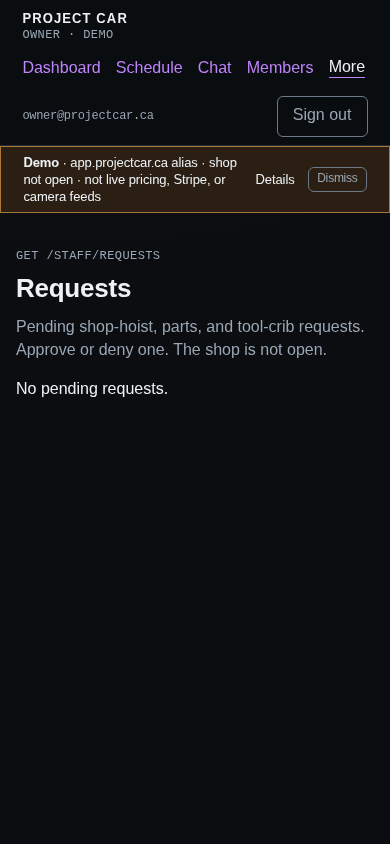 PROJECT CAR
OWNER · DEMO
Dashboard Schedule Chat Members More
owner@projectcar.ca Sign out
Demo · app.projectcar.ca alias · shop
not open · not live pricing, Stripe, or
camera feeds
Details Dismiss
GET /STAFF/REQUESTS
Requests
Pending shop-hoist, parts, and tool-crib requests.
Approve or deny one. The shop is not open.
No pending requests.